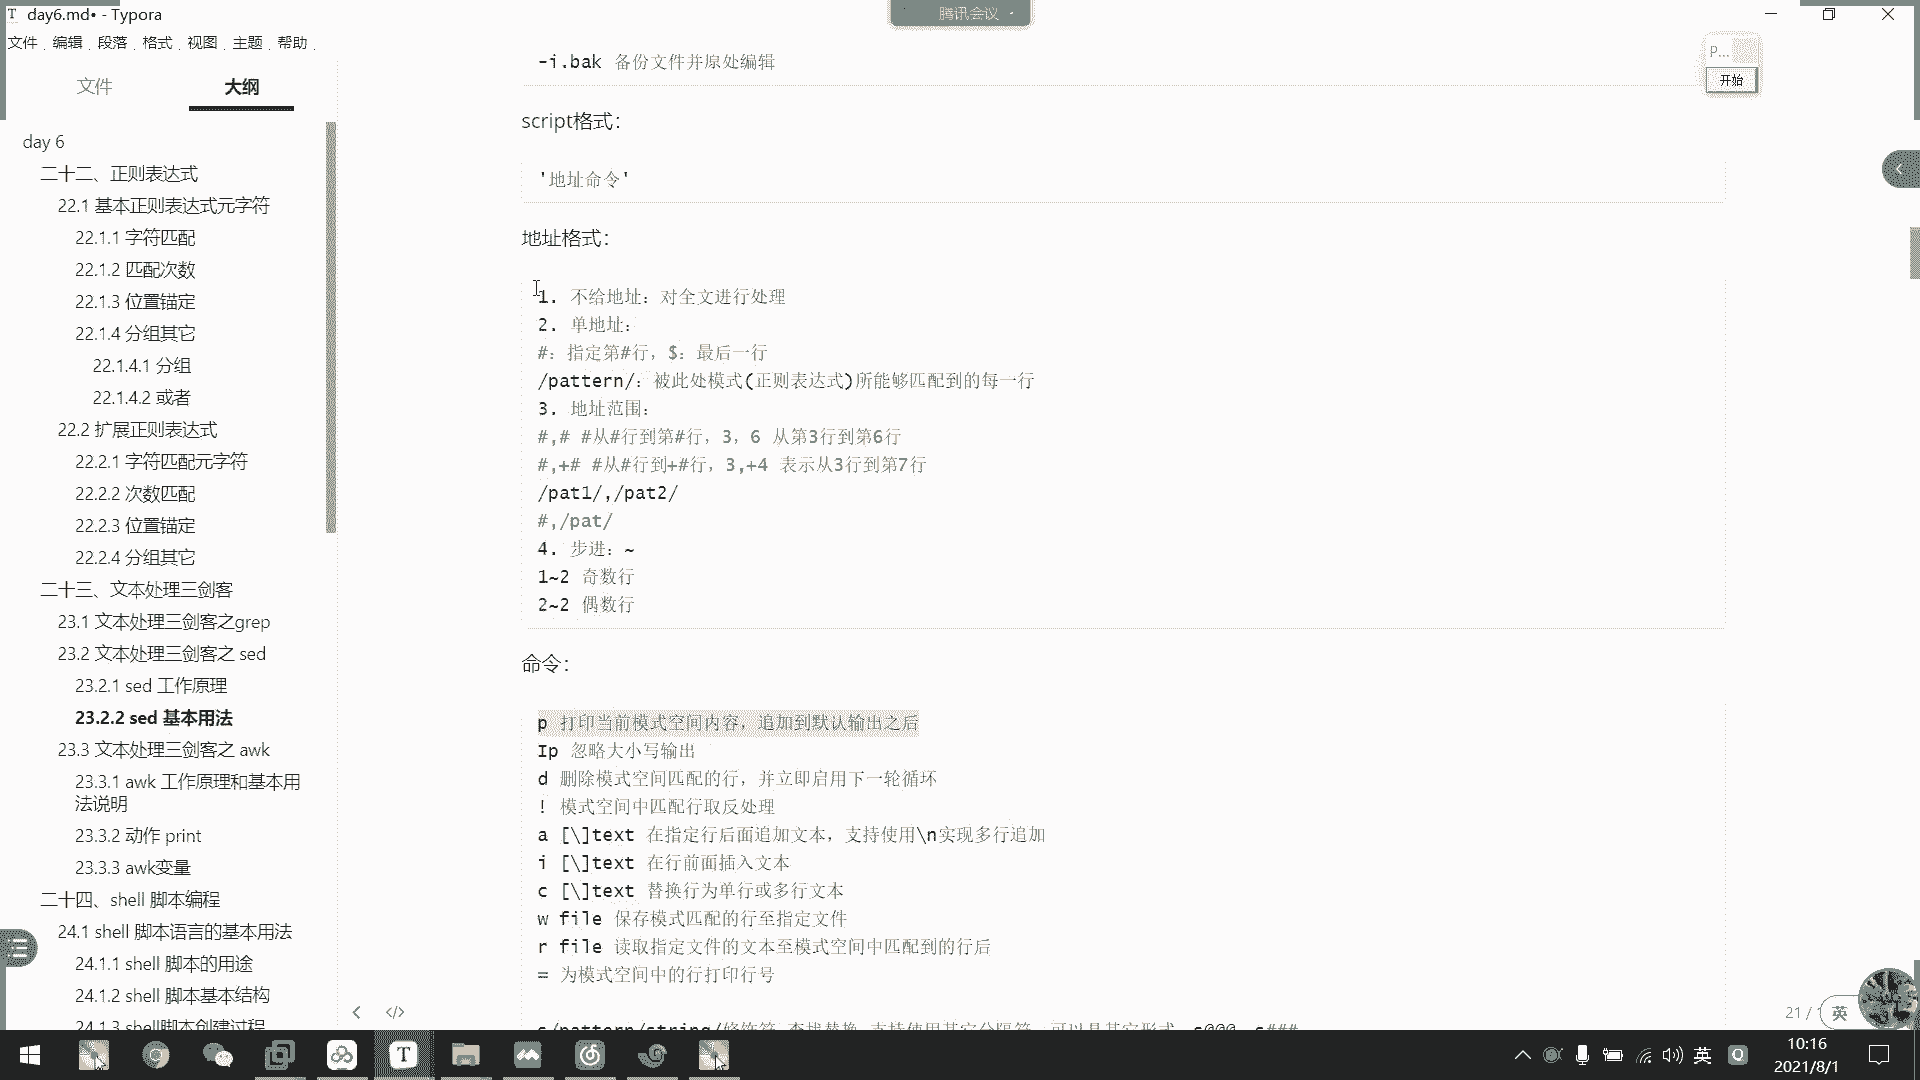 day6.md• - Typora
腾讯会议
文件 编辑 段落 格式 视图 主题 帮助
文件
大纲
P...
开始
day 6
二十二、正则表达式
22.1 基本正则表达式元字符
22.1.1 字符匹配
22.1.2 匹配次数
22.1.3 位置锚定
22.1.4 分组其它
22.1.4.1 分组
22.1.4.2 或者
22.2 扩展正则表达式
22.2.1 字符匹配元字符
22.2.2 次数匹配
22.2.3 位置锚定
22.2.4 分组其它
二十三、文本处理三剑客
23.1 文本处理三剑客之grep
23.2 文本处理三剑客之 sed
23.2.1 sed 工作原理
23.2.2 sed 基本用法
23.3 文本处理三剑客之 awk
23.3.1 awk 工作原理和基本用
法说明
23.3.2 动作 print
23.3.3 awk变量
二十四、shell 脚本编程
24.1 shell 脚本语言的基本用法
24.1.1 shell 脚本的用途
24.1.2 shell 脚本基本结构
24.1.3 shell脚本创建过程
-i.bak 备份文件并原处编辑
script格式：
'地址命令'
地址格式：
1. 不给地址：对全文进行处理
2. 单地址：
#：指定第#行，$：最后一行
/pattern/：被此处模式(正则表达式)所能够匹配到的每一行
3. 地址范围：
#,# #从#行到第#行，3，6 从第3行到第6行
#,+# #从#行到+#行，3,+4 表示从3行到第7行
/pat1/,/pat2/
#,/pat/
4. 步进：~
1~2 奇数行
2~2 偶数行
命令：
p 打印当前模式空间内容，追加到默认输出之后
Ip 忽略大小写输出
d 删除模式空间匹配的行，并立即启用下一轮循环
! 模式空间中匹配行取反处理
a [\]text 在指定行后面追加文本，支持使用\n实现多行追加
i [\]text 在行前面插入文本
c [\]text 替换行为单行或多行文本
w file 保存模式匹配的行至指定文件
r file 读取指定文件的文本至模式空间中匹配到的行后
= 为模式空间中的行打印行号
s/pattern/string/修饰符 查找替换,支持使用其它分隔符，可以是其它形式：s@@@，s###
21 /
英
英
10:16
2021/8/1